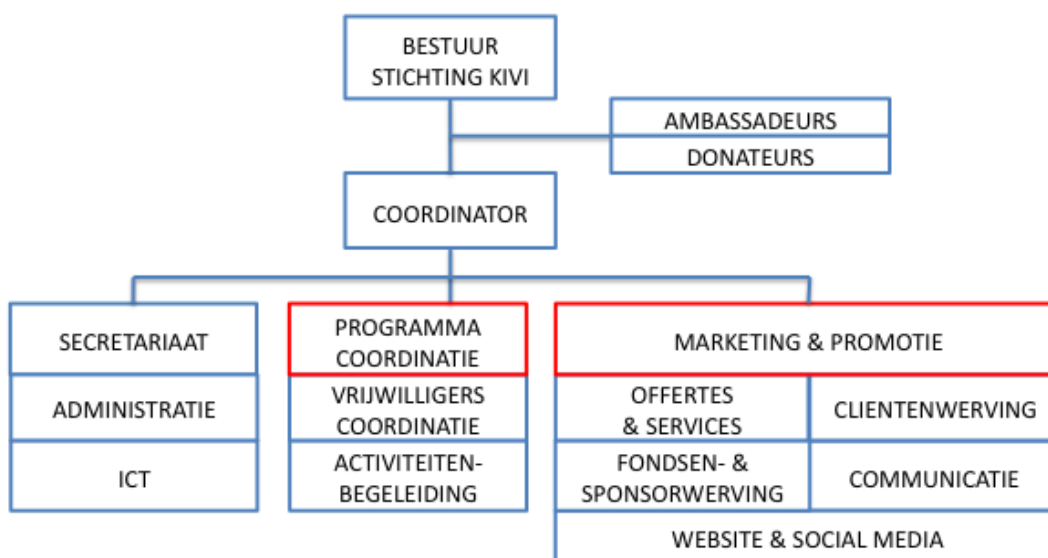 BESTUUR
STICHTING KIVI
AMBASSADEURS
DONATEURS
COORDINATOR
SECRETARIAAT
PROGRAMMA
COORDINATIE
MARKETING & PROMOTIE
ADMINISTRATIE
VRIJWILLIGERS
COORDINATIE
OFFERTES
& SERVICES
CLIENTENWERVING
ICT
ACTIVITEITEN-
BEGELEIDING
FONDSEN- &
SPONSORWERVING
COMMUNICATIE
WEBSITE & SOCIAL MEDIA